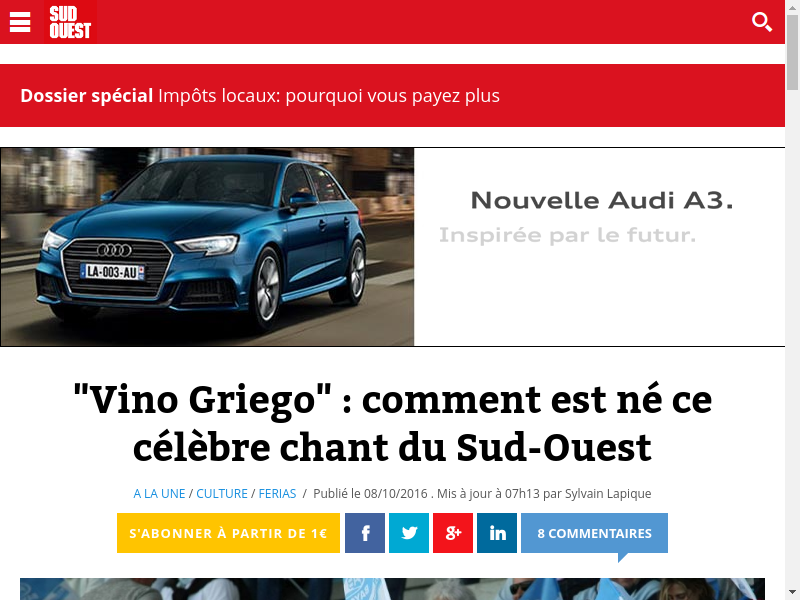 SUD
OUEST
Dossier spécial Impôts locaux: pourquoi vous payez plus
Nouvelle Audi A3.
Inspirée par le futur.
LA-003-AU
"Vino Griego" : comment est né ce
célèbre chant du Sud-Ouest
A LA UNE / CULTURE / FERIAS / Publié le 08/10/2016 . Mis à jour à 07h13 par Sylvain Lapique
S'ABONNER À PARTIR DE 1€
8 COMMENTAIRES